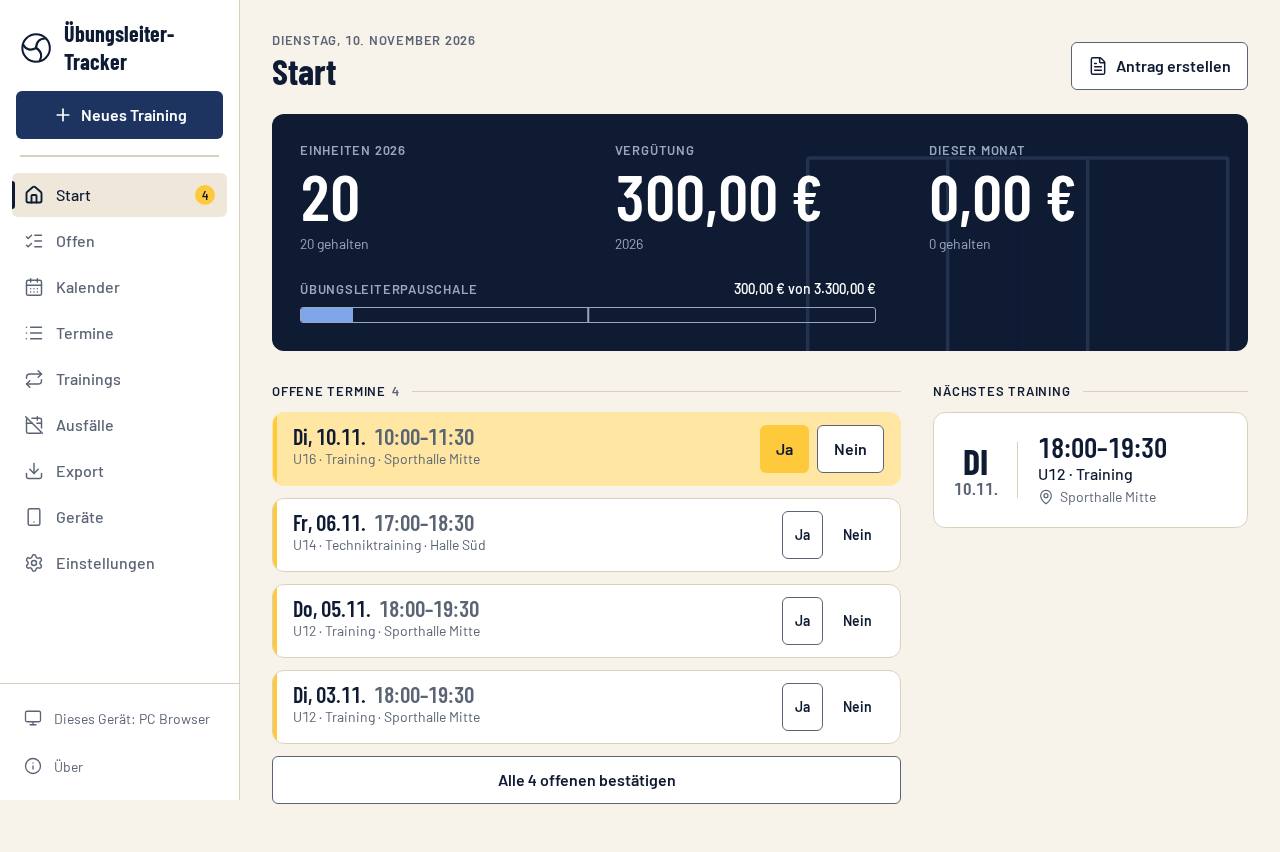 Übungsleiter-
Tracker
Neues Training
Start
4
Offen
Kalender
Termine
Trainings
Ausfälle
Export
Geräte
Einstellungen
Dieses Gerät: PC Browser
Über
DIENSTAG, 10. NOVEMBER 2026
Start
Antrag erstellen
EINHEITEN 2026
20
20 gehalten
VERGÜTUNG
300,00 €
2026
DIESER MONAT
0,00 €
0 gehalten
ÜBUNGSLEITERPAUSCHALE
300,00 € von 3.300,00 €
OFFENE TERMINE 4
Di, 10.11. 10:00–11:30
U16 · Training · Sporthalle Mitte
Ja
Nein
Fr, 06.11. 17:00–18:30
U14 · Techniktraining · Halle Süd
Ja
Nein
Do, 05.11. 18:00–19:30
U12 · Training · Sporthalle Mitte
Ja
Nein
Di, 03.11. 18:00–19:30
U12 · Training · Sporthalle Mitte
Ja
Nein
Alle 4 offenen bestätigen
NÄCHSTES TRAINING
DI
10.11.
18:00–19:30
U12 · Training
Sporthalle Mitte